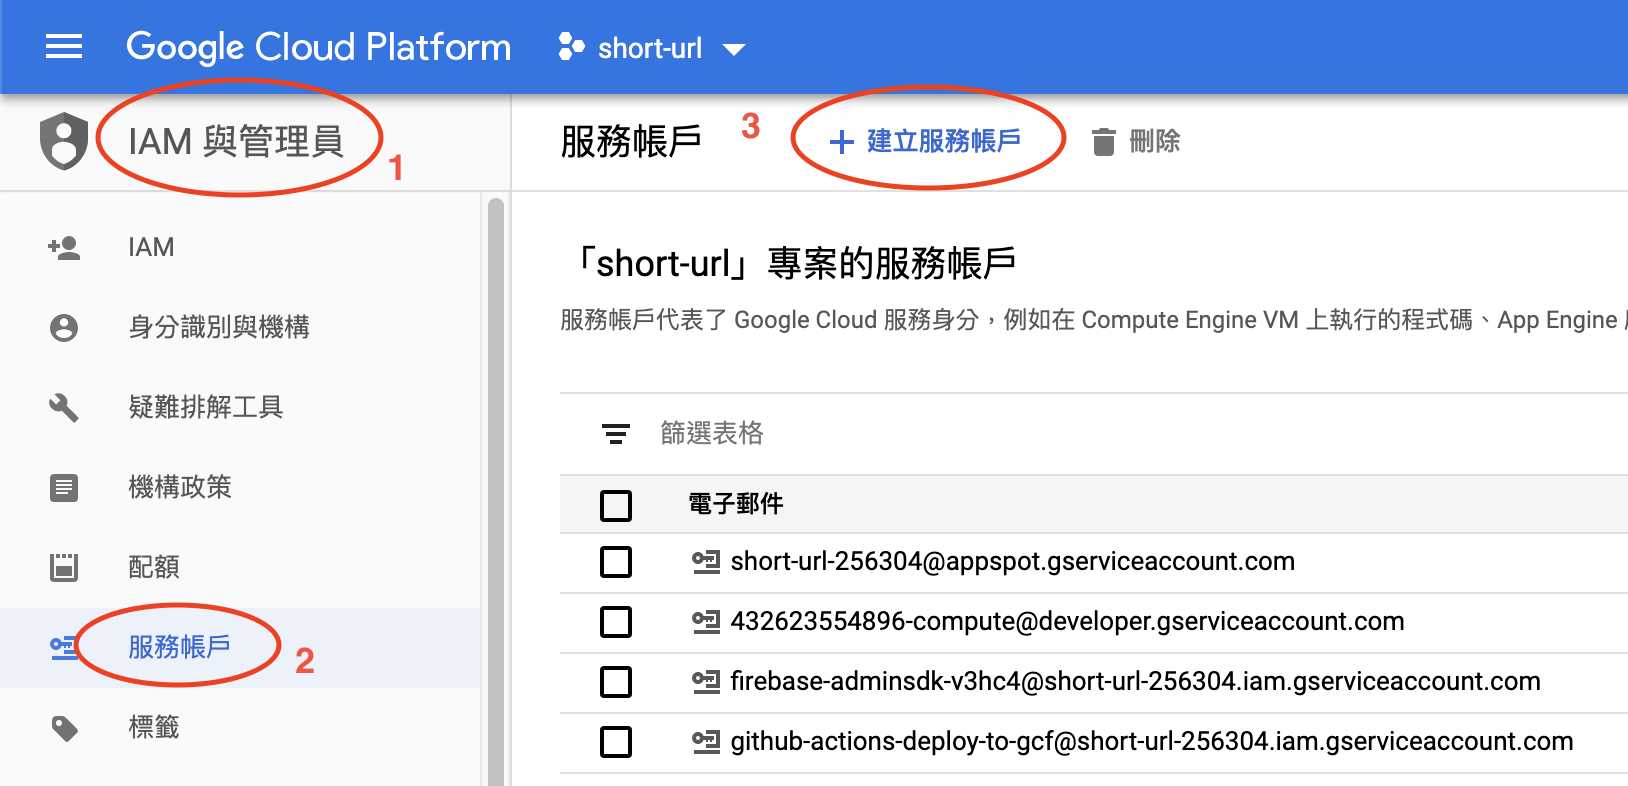 Google Cloud Platform
short-url
IAM 與管理員
1
服務帳戶
3
建立服務帳戶
刪除
IAM
身分識別與機構
疑難排解工具
機構政策
配額
服務帳戶
2
標籤
「short-url」專案的服務帳戶
服務帳戶代表了 Google Cloud 服務身分，例如在 Compute Engine VM 上執行的程式碼、App Engine
篩選表格
電子郵件
short-url-256304@appspot.gserviceaccount.com
432623554896-compute@developer.gserviceaccount.com
firebase-adminsdk-v3hc4@short-url-256304.iam.gserviceaccount.com
github-actions-deploy-to-gcf@short-url-256304.iam.gserviceaccount.com